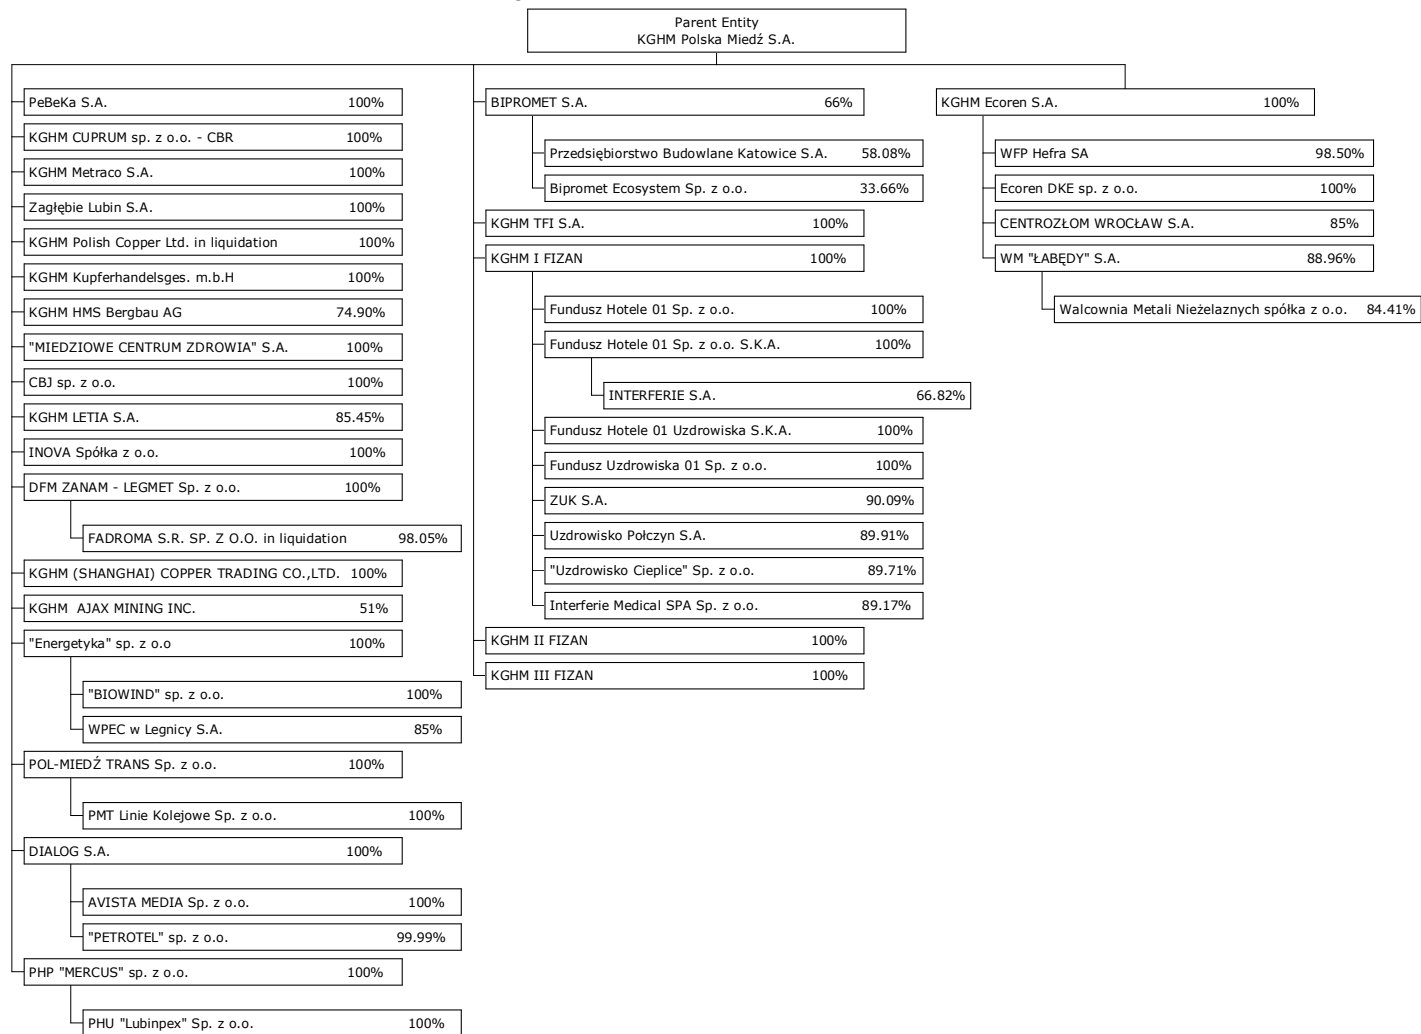 Parent Entity
KGHM Polska Miedź S.A.
PeBeKa S.A. 100%
KGHM CUPRUM sp. z o.o. - CBR 100%
KGHM Metraco S.A. 100%
Zagłębie Lubin S.A. 100%
KGHM Polish Copper Ltd. in liquidation 100%
KGHM Kupferhandelsges. m.b.H 100%
KGHM HMS Bergbau AG 74.90%
"MIEDZIOWE CENTRUM ZDROWIA" S.A. 100%
CBJ sp. z o.o. 100%
KGHM LETIA S.A. 85.45%
INOVA Spółka z o.o. 100%
DFM ZANAM - LEGMET Sp. z o.o. 100%
FADROMA S.R. SP. Z O.O. in liquidation 98.05%
KGHM (SHANGHAI) COPPER TRADING CO.,LTD. 100%
KGHM AJAX MINING INC. 51%
"Energetyka" sp. z o.o 100%
"BIOWIND" sp. z o.o. 100%
WPEC w Legnicy S.A. 85%
POL-MIEDŹ TRANS Sp. z o.o. 100%
PMT Linie Kolejowe Sp. z o.o. 100%
DIALOG S.A. 100%
AVISTA MEDIA Sp. z o.o. 100%
"PETROTEL" sp. z o.o. 99.99%
PHP "MERCUS" sp. z o.o. 100%
PHU "Lubinpex" Sp. z o.o. 100%
BIPROMET S.A. 66%
Przedsiębiorstwo Budowlane Katowice S.A. 58.08%
Bipromet Ecosystem Sp. z o.o. 33.66%
KGHM TFI S.A. 100%
KGHM I FIZAN 100%
Fundusz Hotele 01 Sp. z o.o. 100%
Fundusz Hotele 01 Sp. z o.o. S.K.A. 100%
INTERFERIE S.A. 66.82%
Fundusz Hotele 01 Uzdrowiska S.K.A. 100%
Fundusz Uzdrowiska 01 Sp. z o.o. 100%
ZUK S.A. 90.09%
Uzdrowisko Połczyn S.A. 89.91%
"Uzdrowisko Cieplice" Sp. z o.o. 89.71%
Interferie Medical SPA Sp. z o.o. 89.17%
KGHM II FIZAN 100%
KGHM III FIZAN 100%
KGHM Ecoren S.A. 100%
WFP Hefra SA 98.50%
Ecoren DKE sp. z o.o. 100%
CENTROZŁOM WROCŁAW S.A. 85%
WM "ŁABĘDY" S.A. 88.96%
Walcownia Metali Nieżelaznych spółka z o.o. 84.41%